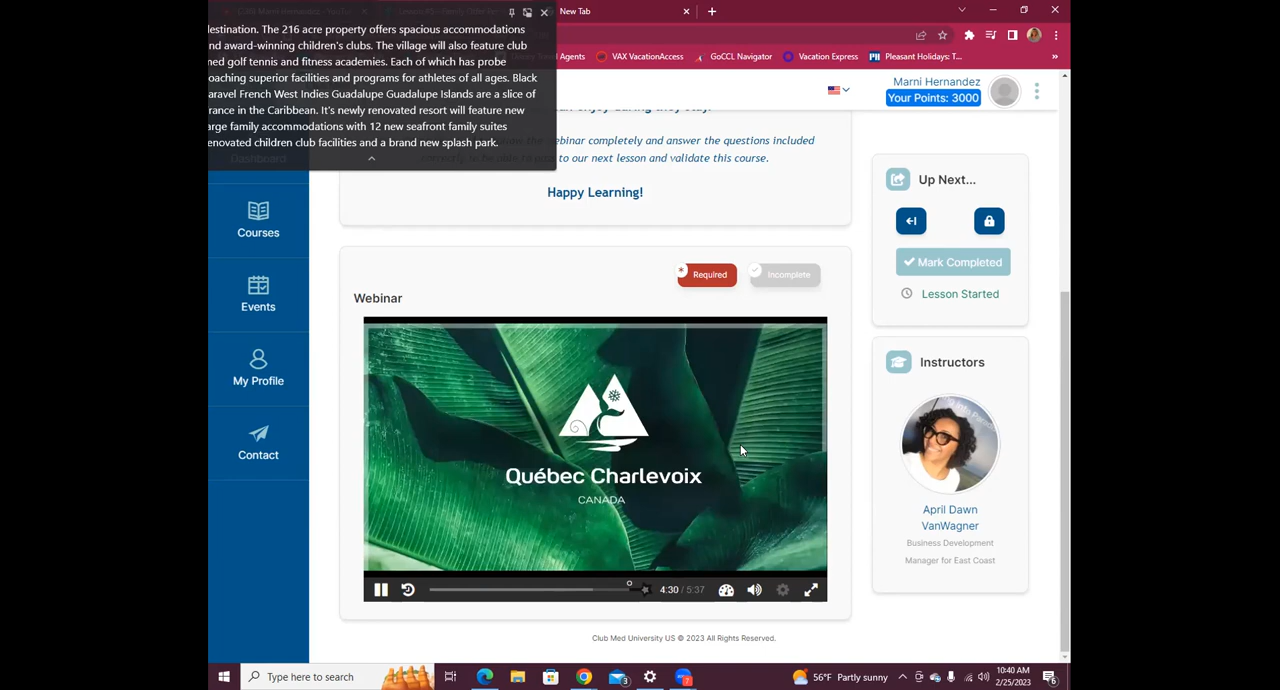 New Tab
destination. The 216 acre property offers spacious accommodations
nd award-winning children's clubs. The village will also feature club
ned golf tennis and fitness academies. Each of which has probe
oaching superior facilities and programs for athletes of all ages. Black
aravel French West Indies Guadalupe Guadalupe Islands are a slice of
rance in the Caribbean. It's newly renovated resort will feature new
arge family accommodations with 12 new seafront family suites
enovated children club facilities and a brand new splash park.
Travel Agents
VAX VacationAccess
GoCCL Navigator
Vacation Express
Pleasant Holidays: T...
»
Marni Hernandez
Your Points: 3000
webinar completely and answer the questions included
to our next lesson and validate this course.
Happy Learning!
Dashboard
Courses
Events
My Profile
Contact
Required
Incomplete
Webinar
Québec Charlevoix
CANADA
4:30 / 5:37
Up Next...
Mark Completed
Lesson Started
Instructors
April Dawn
VanWagner
Business Development
Manager for East Coast
Club Med University US © 2023 All Rights Reserved.
Type here to search
56°F Partly sunny
10:40 AM
2/25/2023